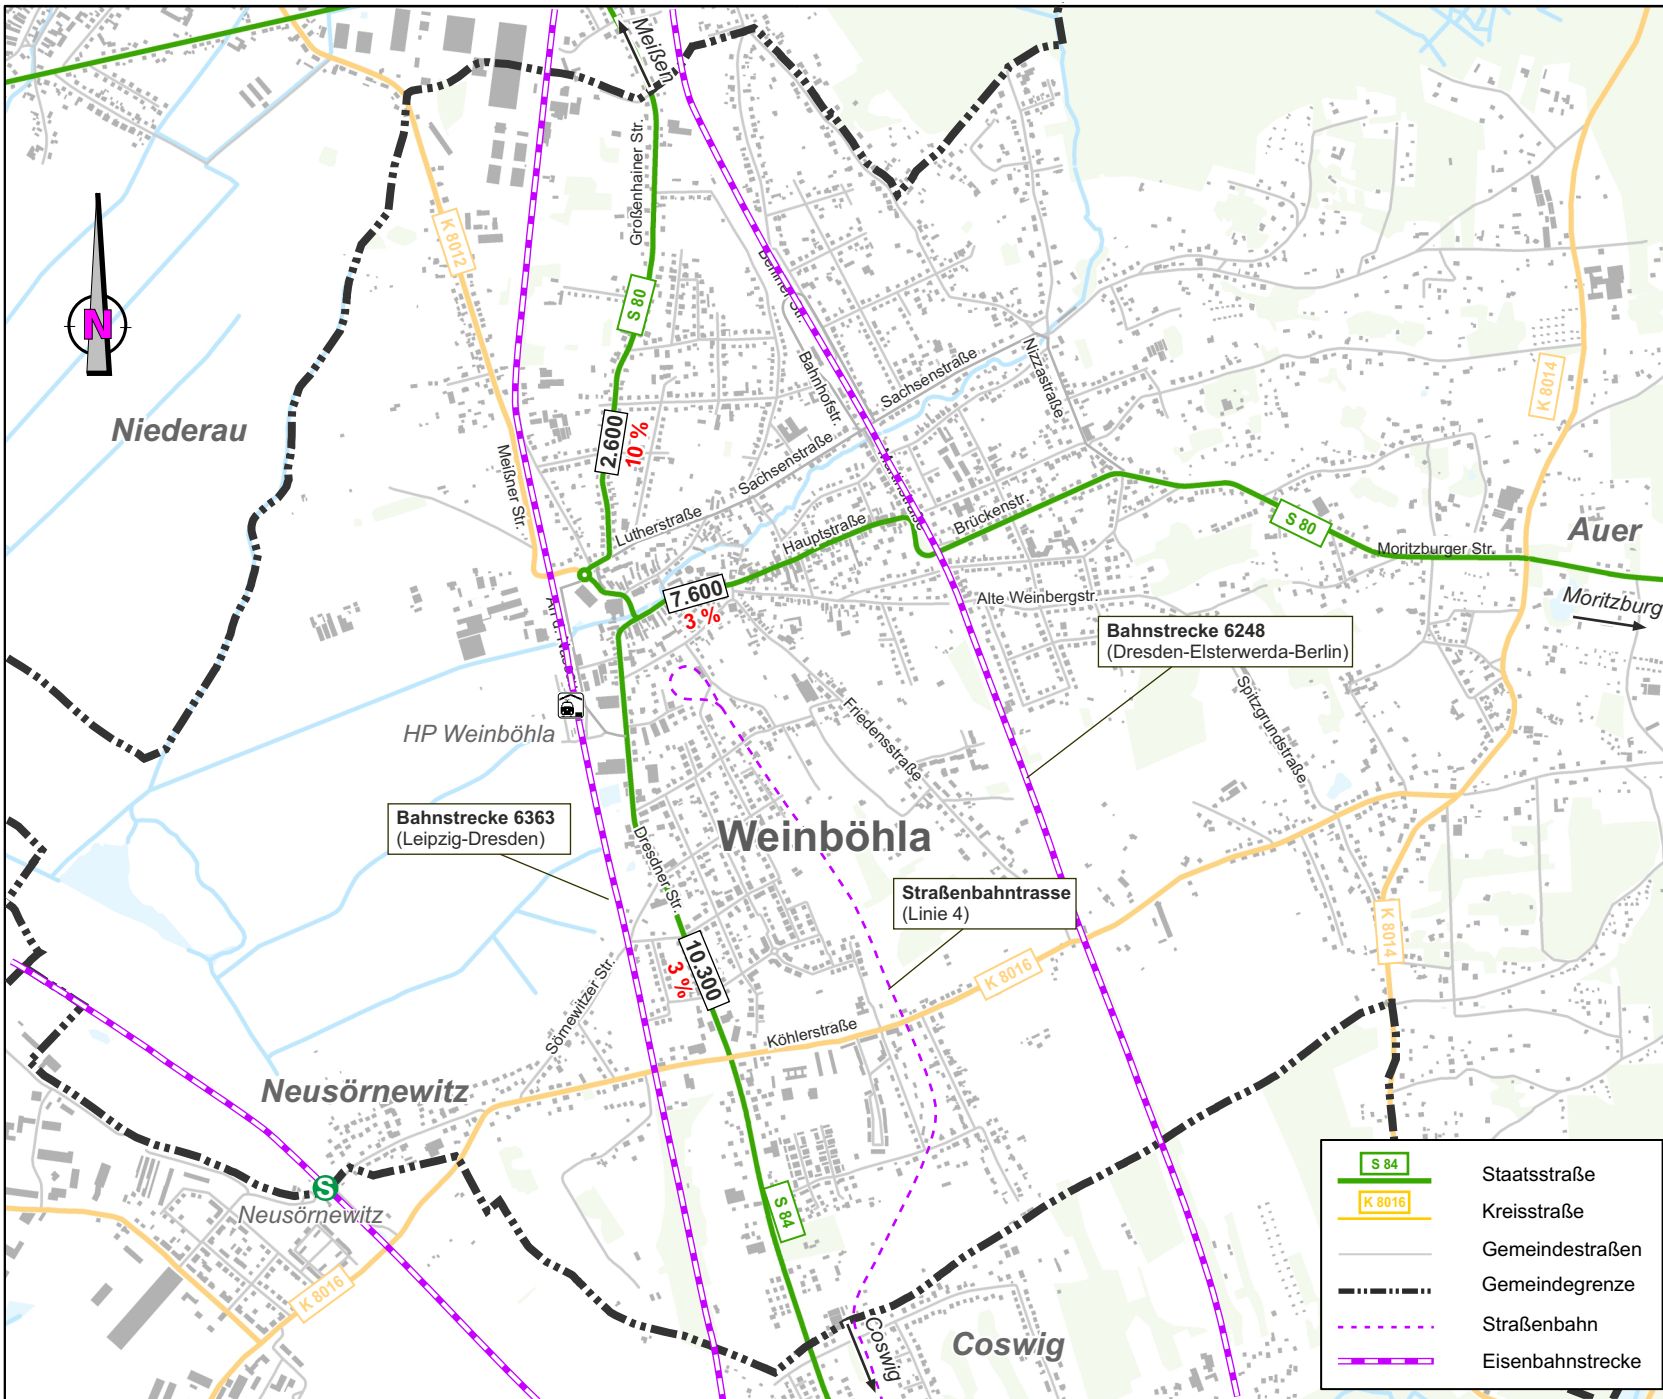 Meißen
K 8012
Großenhainer Str.
S 80
N
Berliner Str.
Niederau
Bahnhofstr.
Sachsenstraße
Nizzastraße
K 8014
2.600
10 %
Meißner Str.
Sachsenstraße
Lutherstraße
Hauptstraße
Brückenstr.
S 80
Moritzburger Str.
Auer
Moritzburg
7.600
3 %
Alte Weinbergstr.
Bahnstrecke 6248
(Dresden-Elsterwerda-Berlin)
HP Weinböhla
Friedensstraße
Spitzgrundstraße
Bahnstrecke 6363
(Leipzig-Dresden)
Weinböhla
Dresdner Str.
Straßenbahntrasse
(Linie 4)
K 8014
10.300
3 %
K 8016
Sörnewitzer Str.
Köhlerstraße
Neusörnewitz
S
Neusörnewitz
S 84
K 8016
Coswig
Coswig
S 84
Staatsstraße
K 8016
Kreisstraße
Gemeindestraßen
Gemeindegrenze
Straßenbahn
Eisenbahnstrecke